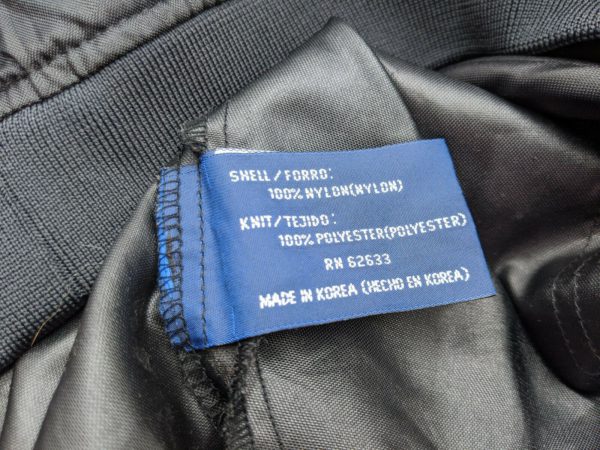 SHELL/FORRO:
100% NYLON(NYLON)
KNIT/TEJIDO:
100% POLYESTER(POLYESTER)
RN 62633
MADE IN KOREA (HECHO EN KOREA)